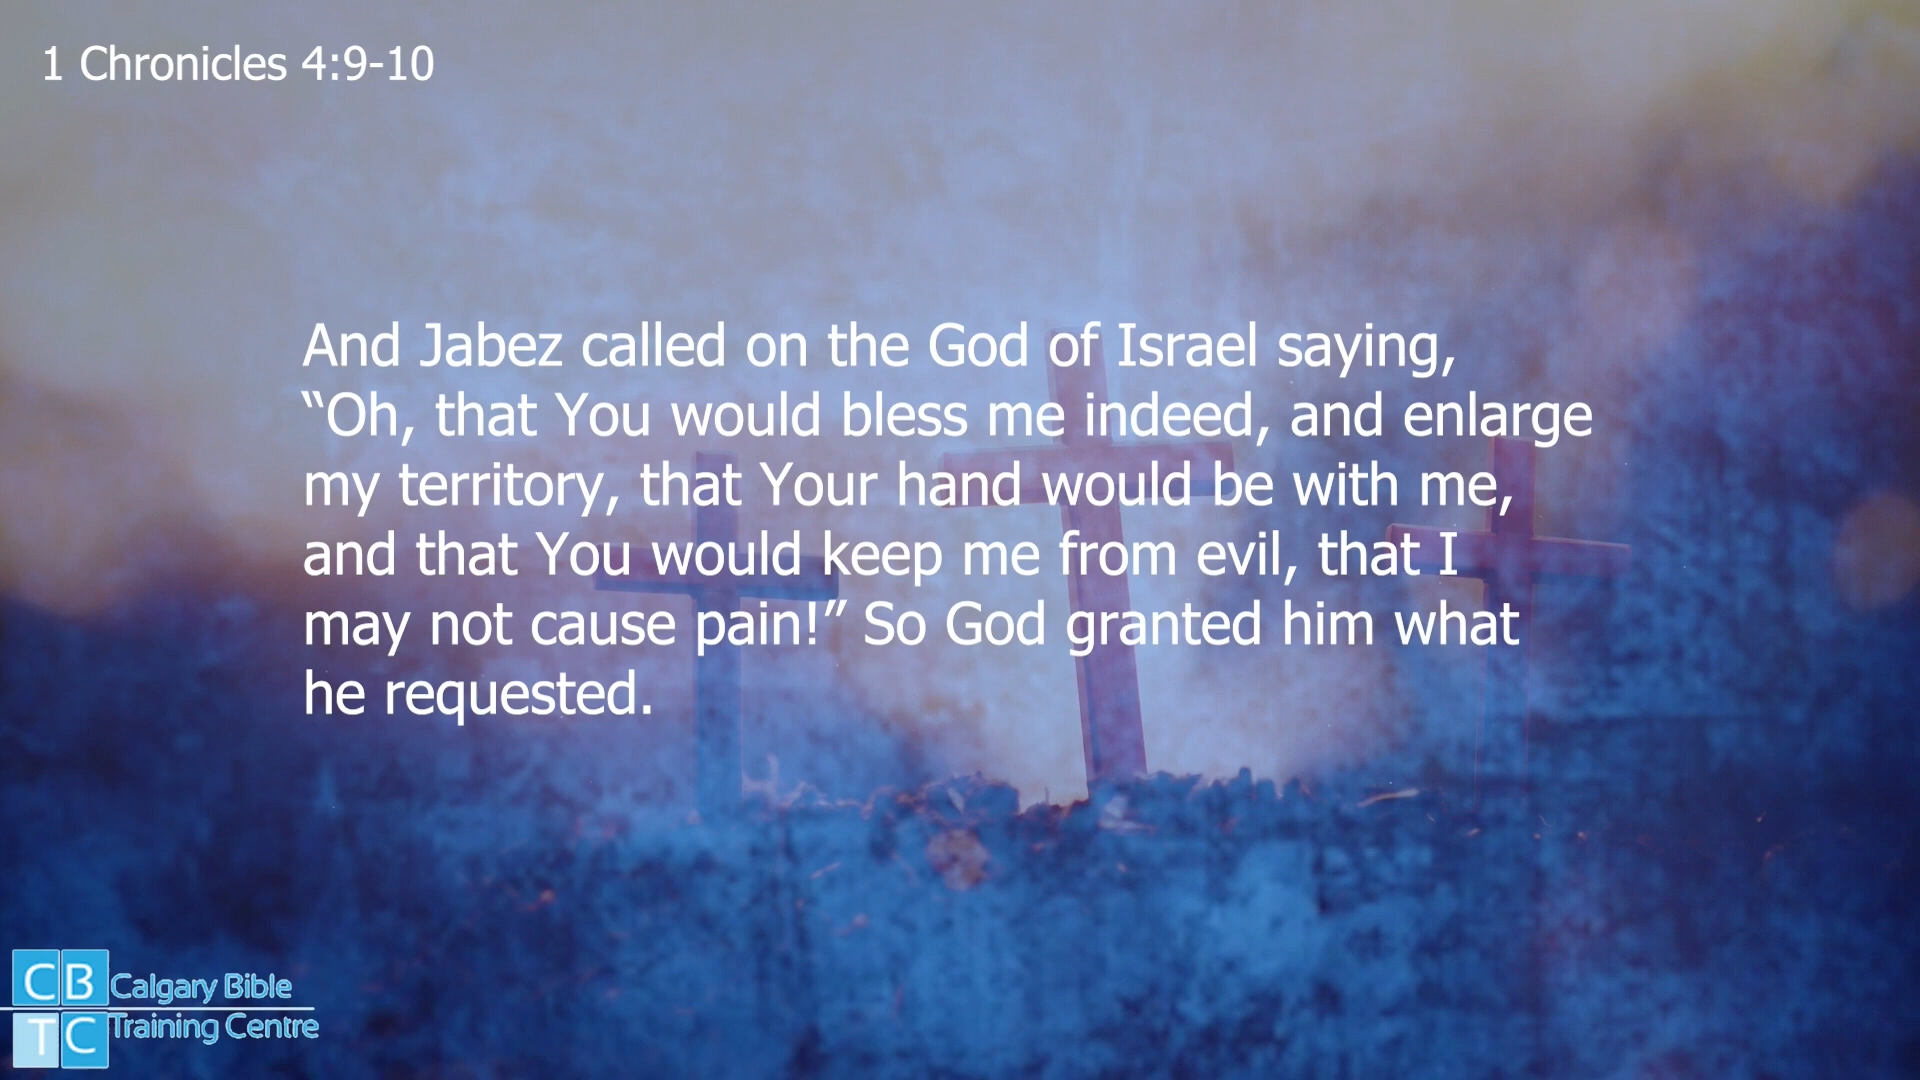 1 Chronicles 4:9-10
And Jabez called on the God of Israel saying,
“Oh, that You would bless me indeed, and enlarge
my territory, that Your hand would be with me,
and that You would keep me from evil, that I
may not cause pain!” So God granted him what
he requested.
CB
Calgary Bible
TC
Training Centre